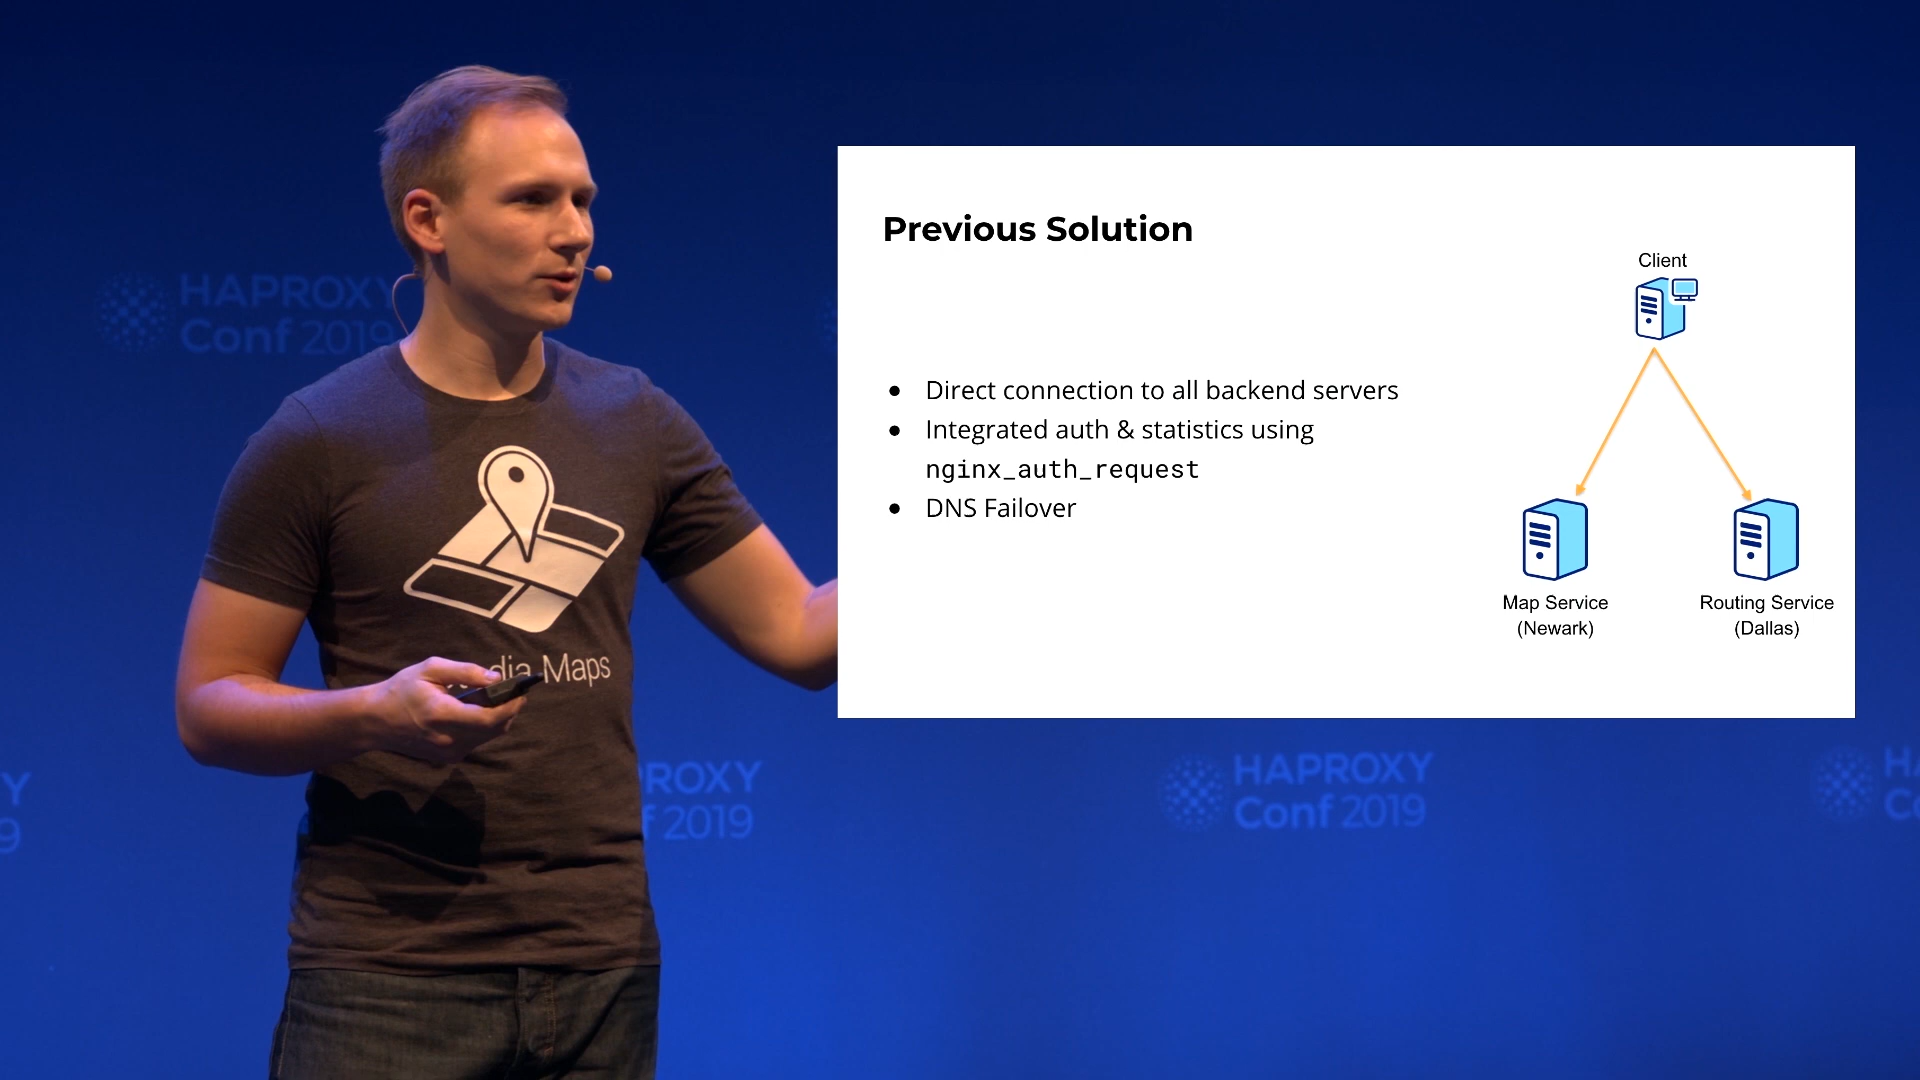 HAPROXY
Conf 2019
Previous Solution
Client
● Direct connection to all backend servers
● Integrated auth & statistics using
nginx_auth_request
● DNS Failover
Map Service
(Newark)
Routing Service
(Dallas)
Maps
HAPROXY
Conf 2019